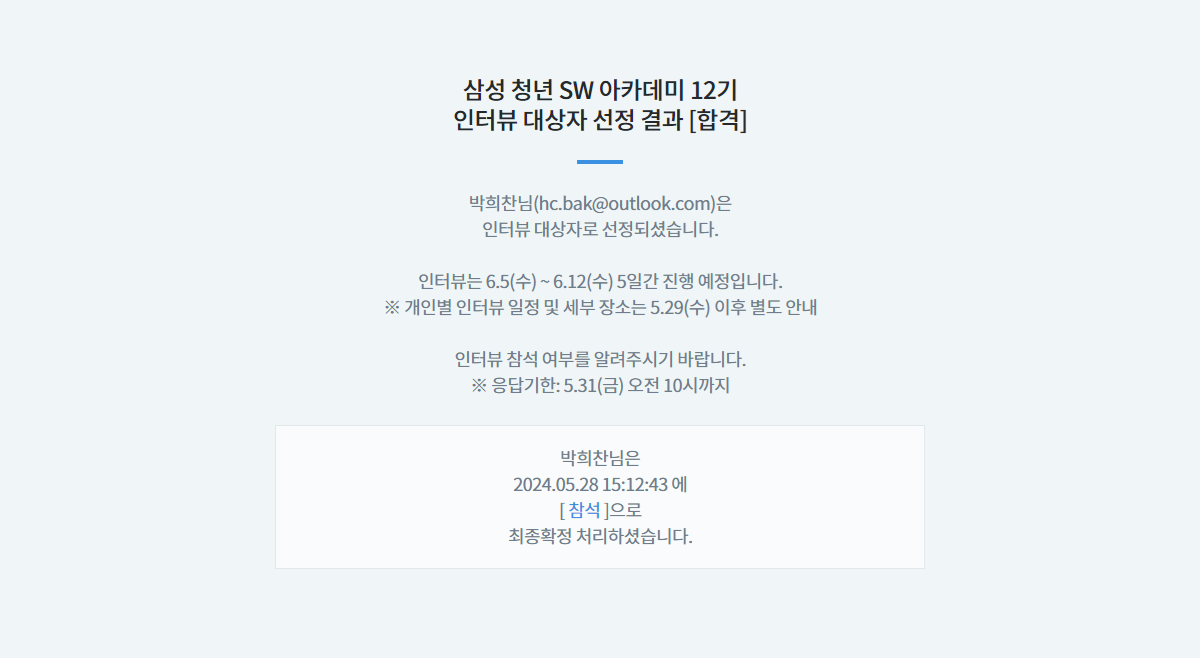 삼성 청년 SW 아카데미 12기
인터뷰 대상자 선정 결과 [합격]
박희찬님(hc.bak@outlook.com)은
인터뷰 대상자로 선정되셨습니다.
인터뷰는 6.5(수) ~ 6.12(수) 5일간 진행 예정입니다.
※ 개인별 인터뷰 일정 및 세부 장소는 5.29(수) 이후 별도 안내
인터뷰 참석 여부를 알려주시기 바랍니다.
※ 응답기한: 5.31(금) 오전 10시까지
박희찬님은
2024.05.28 15:12:43 에
[ 참석 ]으로
최종확정 처리하셨습니다.